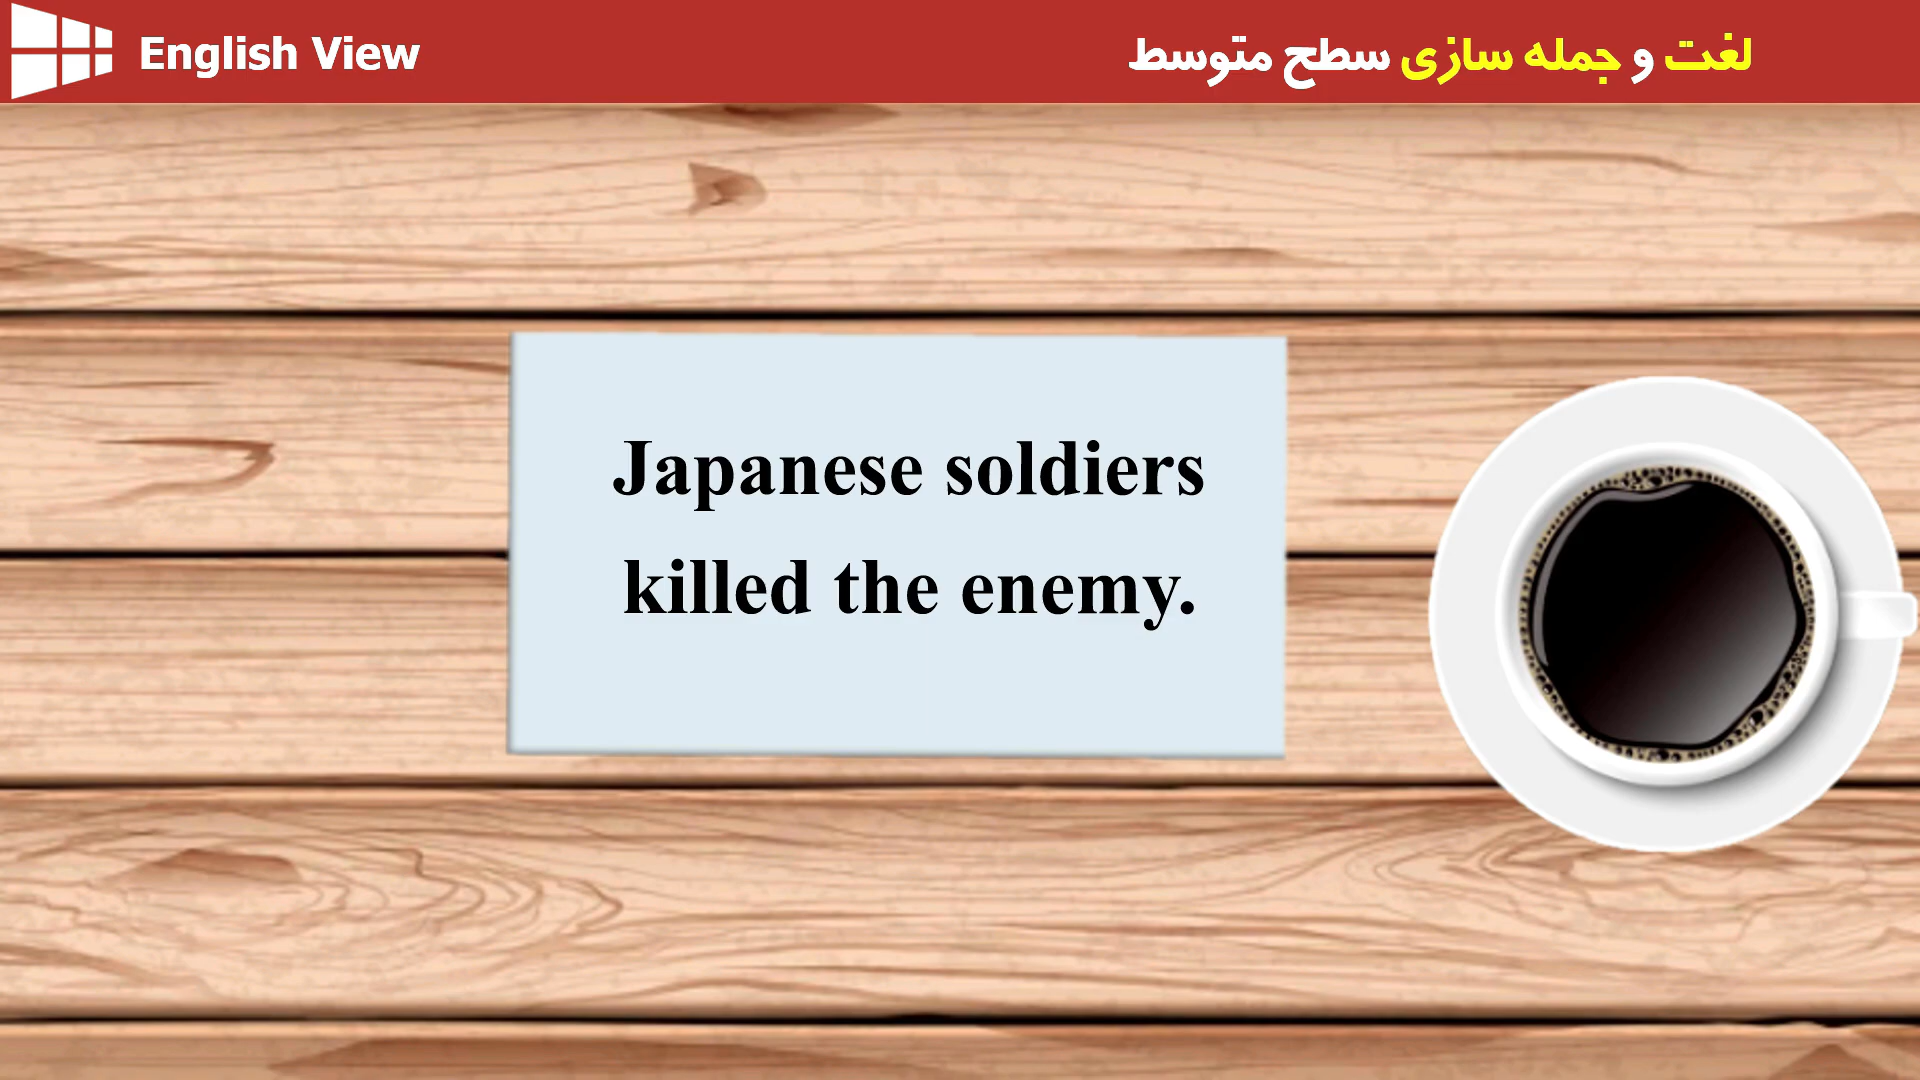 English View
لغت و جمله سازی سطح متوسط
Japanese soldiers
killed the enemy.